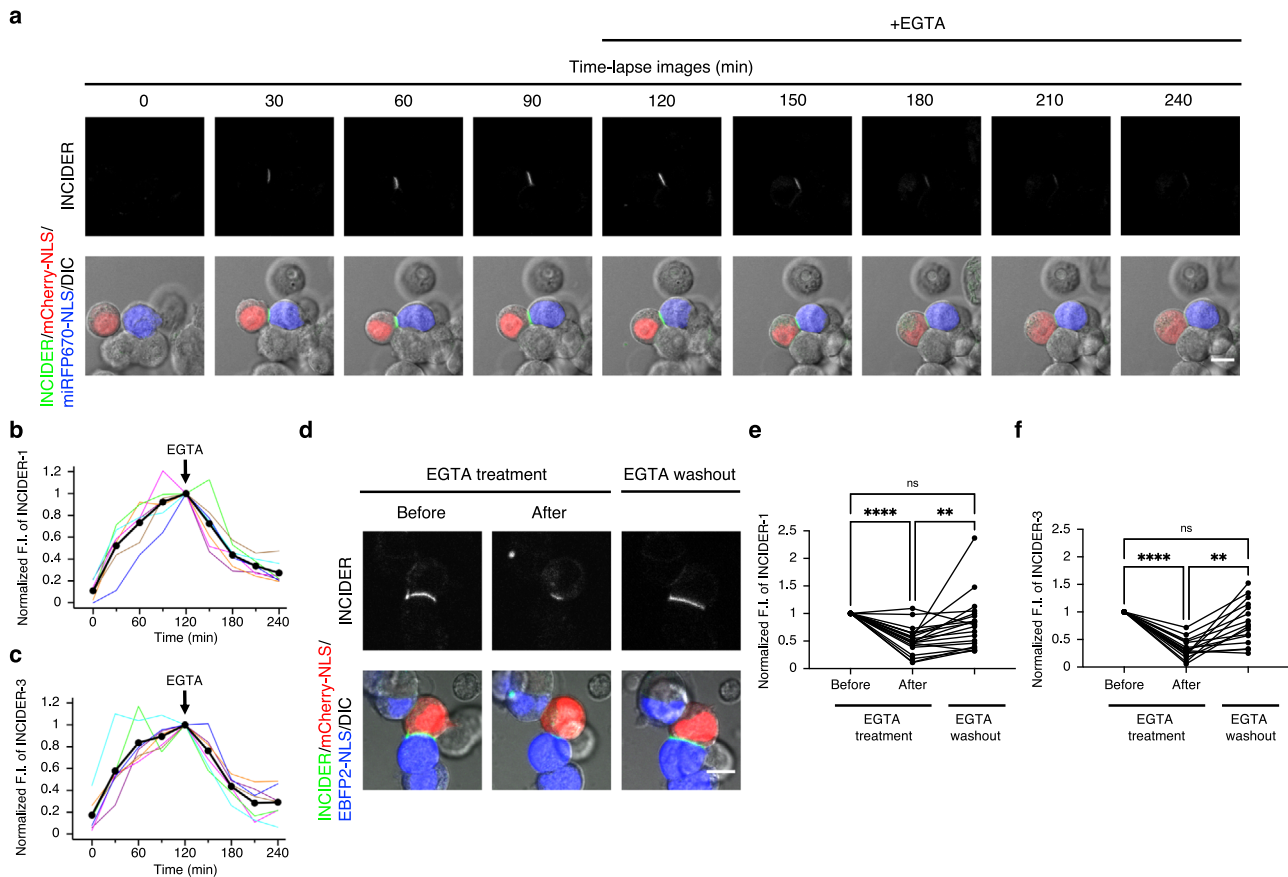 a
+EGTA
Time-lapse images (min)
0 30 60 90 120 150 180 210 240
INCIDER
INCIDER/mCherry-NLS/
miRFP670-NLS/DIC
b
EGTA
Normalized F.I. of INCIDER-1
1.2
1
0.8
0.6
0.4
0.2
0
0 60 120 180 240
Time (min)
c
EGTA
Normalized F.I. of INCIDER-3
1.2
1
0.8
0.6
0.4
0.2
0
0 60 120 180 240
Time (min)
d
EGTA treatment EGTA washout
Before After
INCIDER
INCIDER/mCherry-NLS/
EBFP2-NLS/DIC
e
ns
**** **
Normalized F.I. of INCIDER-1
2.5
2
1.5
1
0.5
0
Before After
EGTA treatment
EGTA washout
f
ns
**** **
Normalized F.I. of INCIDER-3
2.5
2
1.5
1
0.5
0
Before After
EGTA treatment
EGTA washout